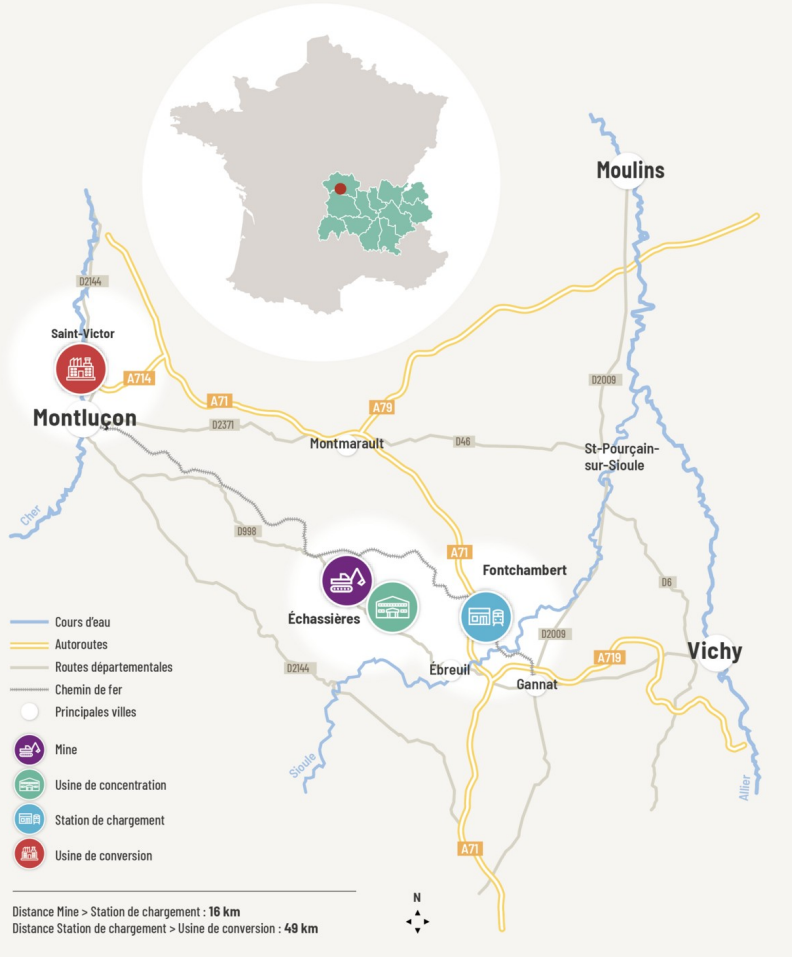 Moulins
D2144
Saint-Victor
A714
A71
A79
D2009
Montluçon
D2371
Montmarault
D46
St-Pourçain-
sur-Sioule
Cher
D998
A71
Fontchambert
D6
Échassières
Cours d'eau
D2009
Autoroutes
A719
Vichy
Routes départementales
D2144
Ébreuil
Gannat
Chemin de fer
Principales villes
Mine
Sioule
Usine de concentration
Allier
Station de chargement
A71
Usine de conversion
N
Distance Mine > Station de chargement : 16 km
Distance Station de chargement > Usine de conversion : 49 km